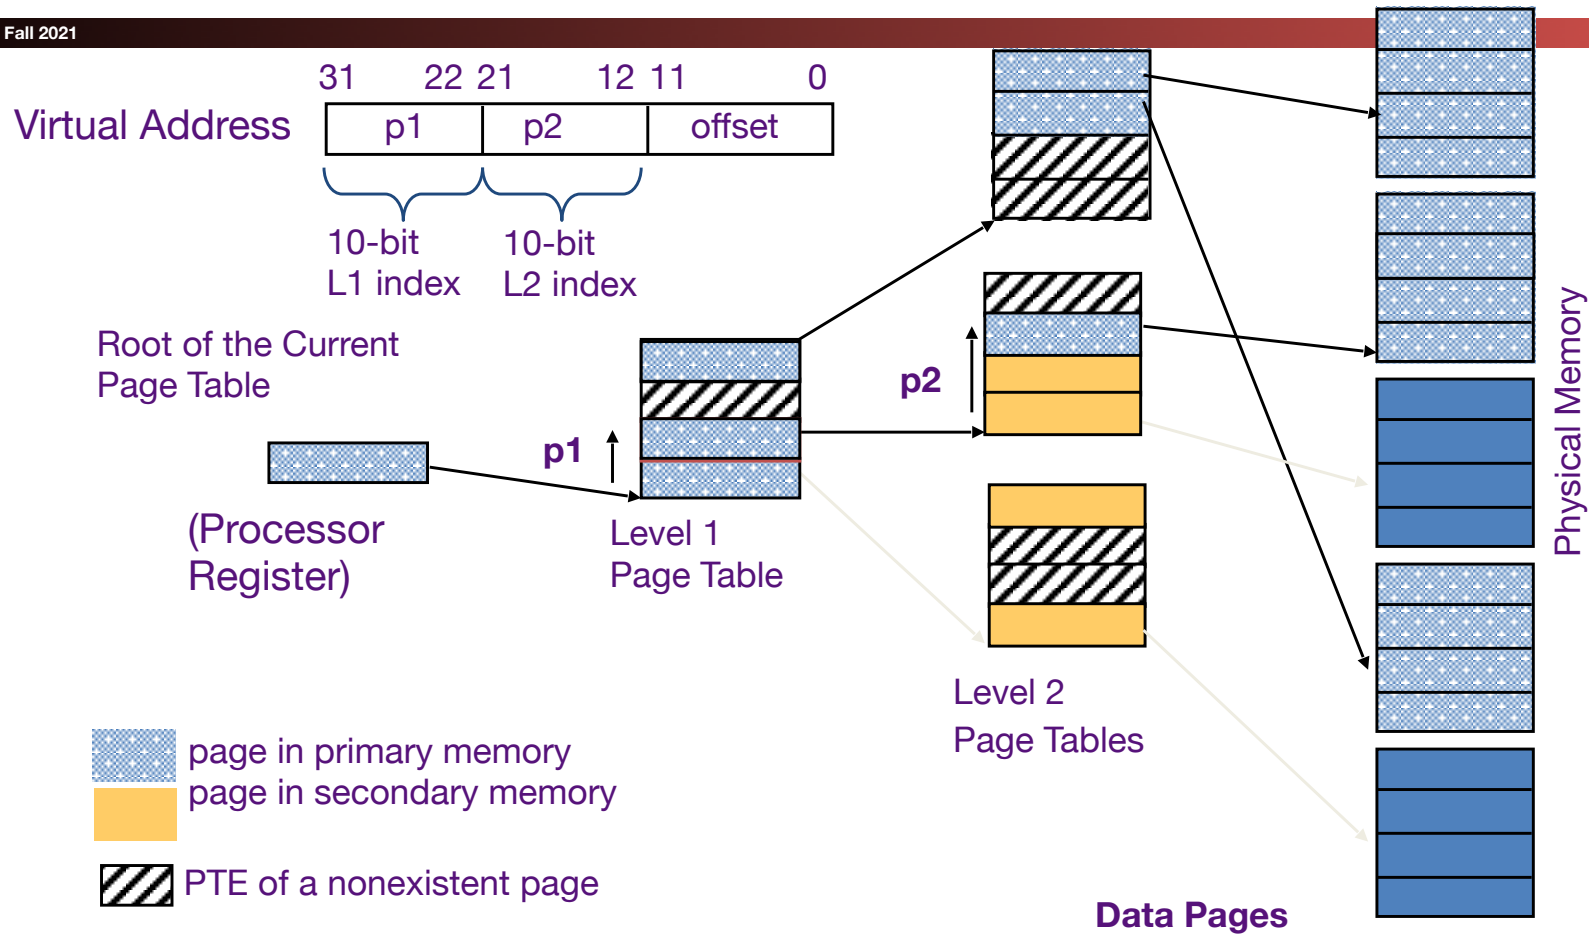 Fall 2021
31 22 21 12 11 0
Virtual Address p1 p2 offset
10-bit
L1 index
10-bit
L2 index
Root of the Current
Page Table
p1
p2
(Processor
Register)
Level 1
Page Table
Level 2
Page Tables
Physical Memory
page in primary memory
page in secondary memory
PTE of a nonexistent page
Data Pages